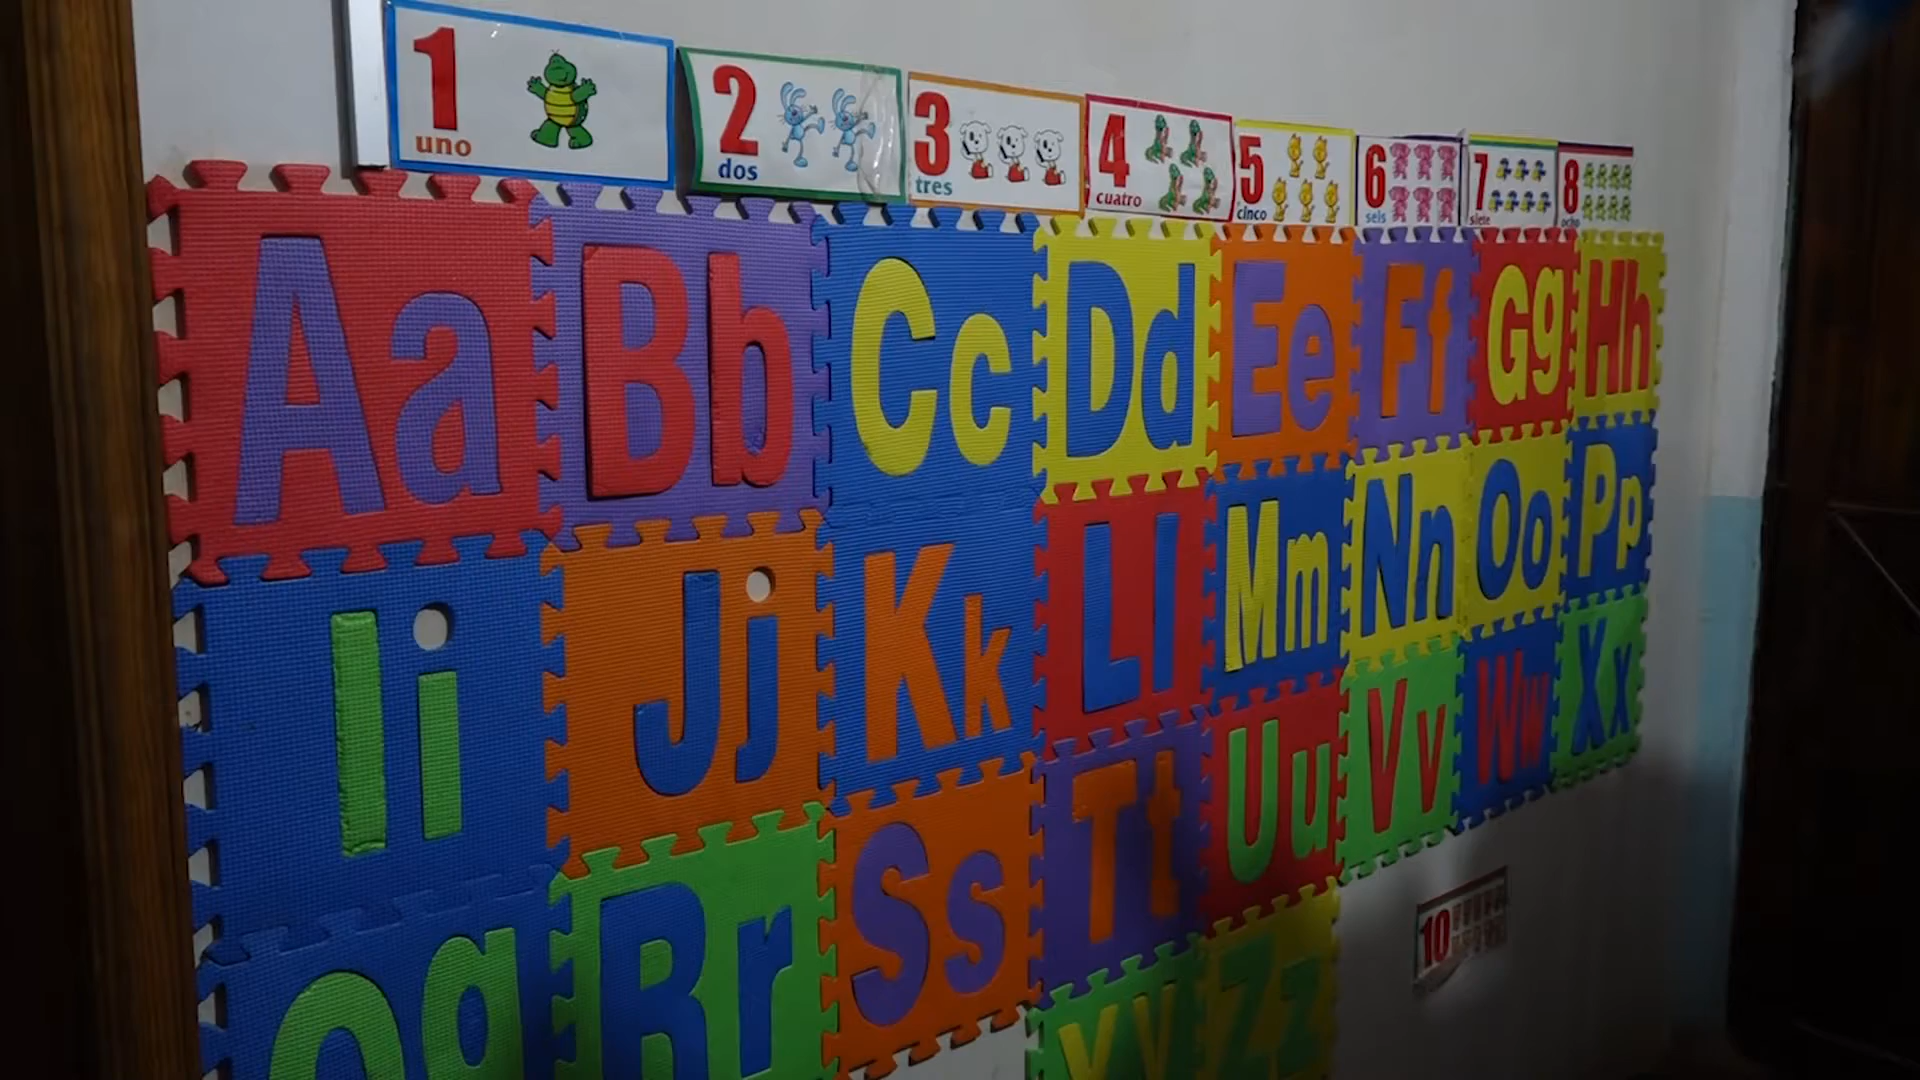 1 uno
2 dos
3 tres
4 cuatro
5 cinco
6 seis
7 siete
8 ocho
Aa Bb Cc Dd Ee Ff Gg Hh
Ii Jj Kk Ll Mm Nn Oo Pp
Qq Rr Ss Tt Uu Vv Ww Xx
Yy Zz
10